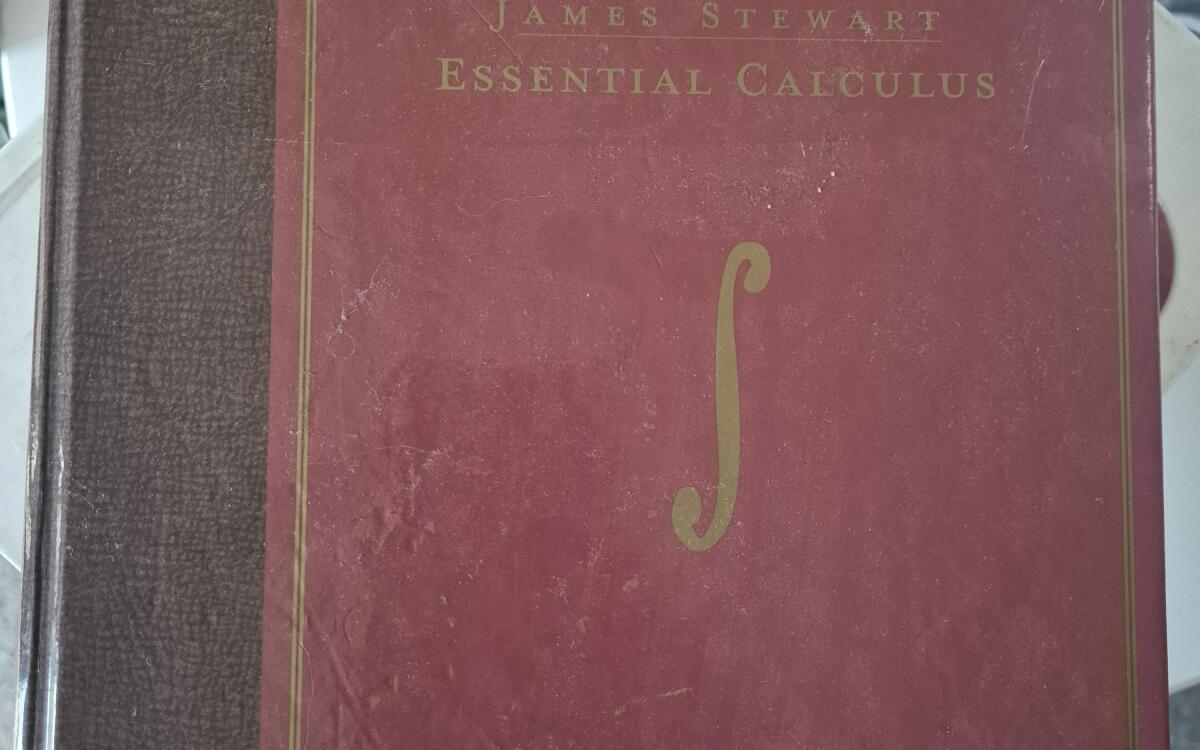 JAMES STEWART
ESSENTIAL CALCULUS
∫